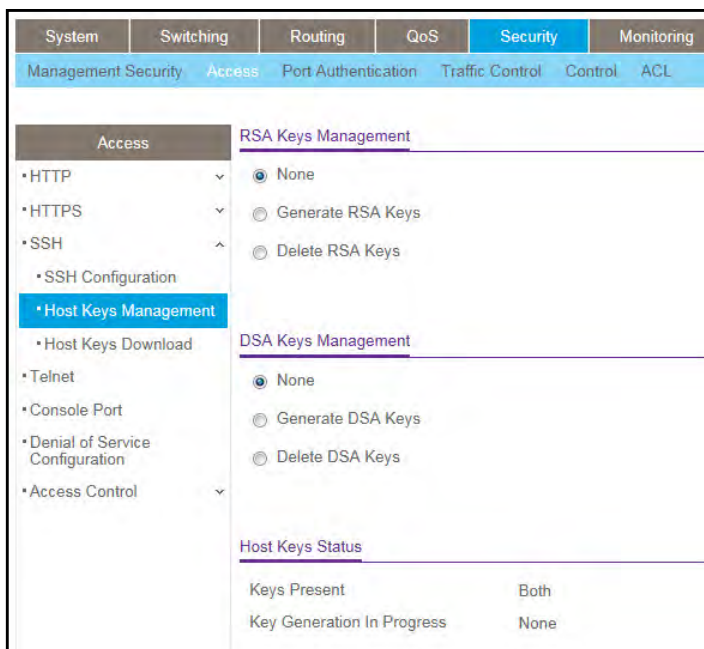 System Switching Routing QoS Security Monitoring
Management Security Access Port Authentication Traffic Control Control ACL
Access
HTTP
HTTPS
SSH
SSH Configuration
Host Keys Management
Host Keys Download
Telnet
Console Port
Denial of Service
Configuration
Access Control
RSA Keys Management
None
Generate RSA Keys
Delete RSA Keys
DSA Keys Management
None
Generate DSA Keys
Delete DSA Keys
Host Keys Status
Keys Present Both
Key Generation In Progress None